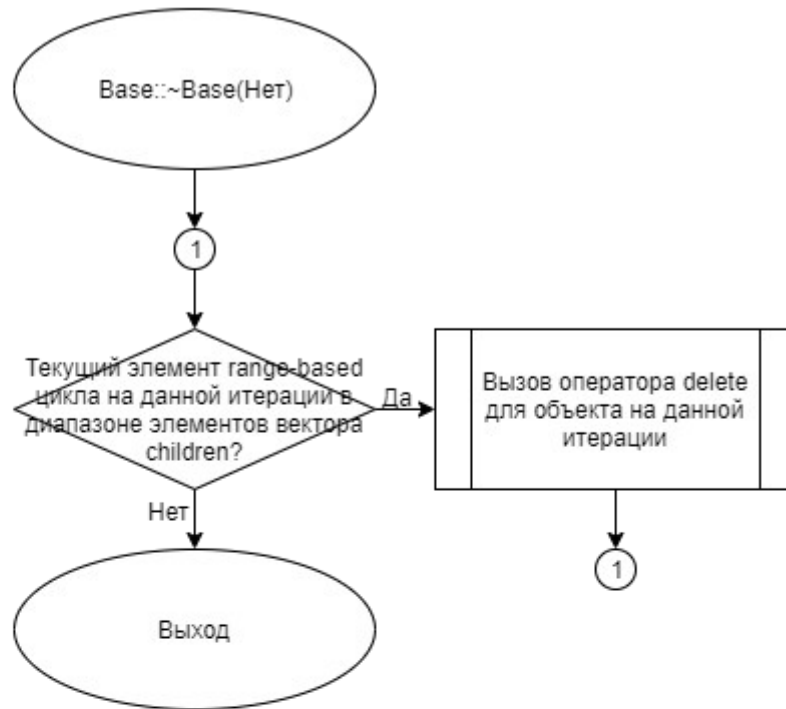 Base::~Base(Нет)
1
Текущий элемент range-based
цикла на данной итерации в
диапазоне элементов вектора
children?
Да
Вызов оператора delete
для объекта на данной
итерации
Нет
1
Выход